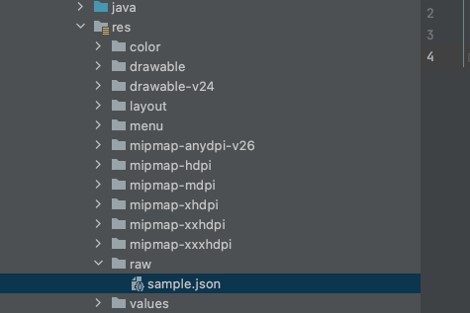 java
res
color
drawable
drawable-v24
layout
menu
mipmap-anydpi-v26
mipmap-hdpi
mipmap-mdpi
mipmap-xhdpi
mipmap-xxhdpi
mipmap-xxxhdpi
raw
sample.json
values
2
3
4